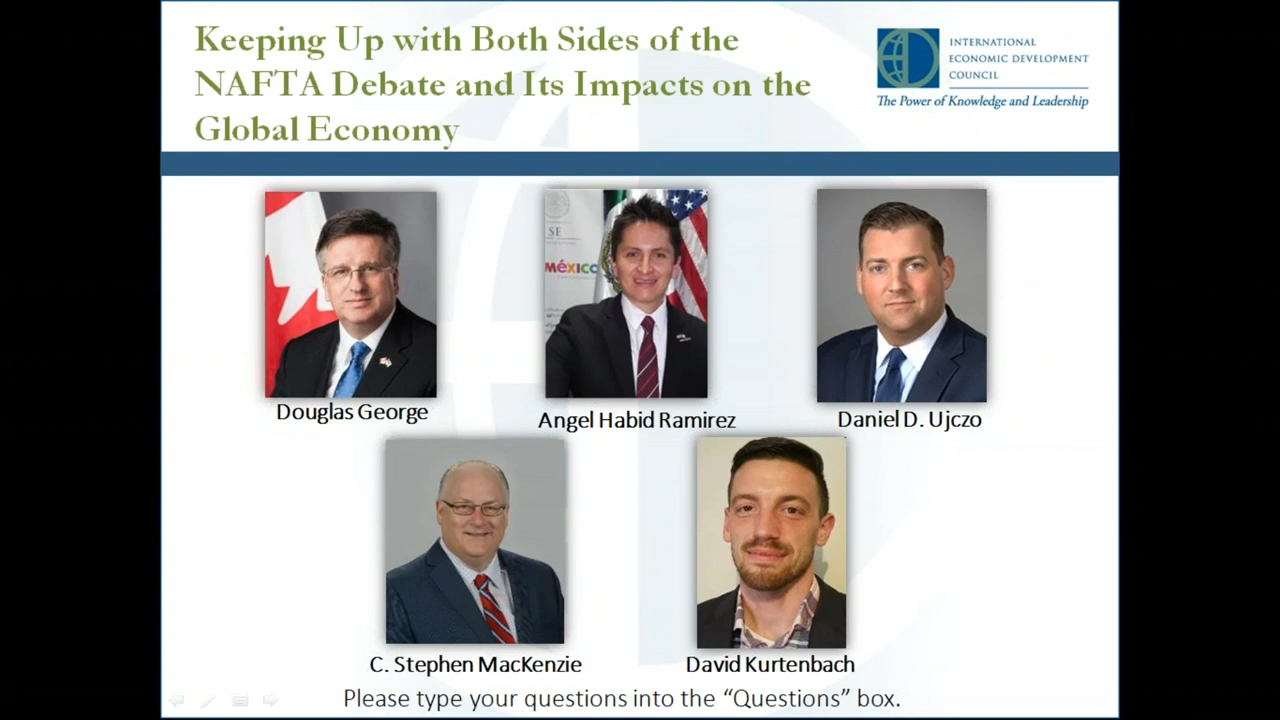 Keeping Up with Both Sides of the
NAFTA Debate and Its Impacts on the
Global Economy
INTERNATIONAL
ECONOMIC DEVELOPMENT
COUNCIL
The Power of Knowledge and Leadership
SE
MÉXICO
Douglas George
Angel Habid Ramirez
Daniel D. Ujczo
C. Stephen MacKenzie
David Kurtenbach
Please type your questions into the “Questions” box.